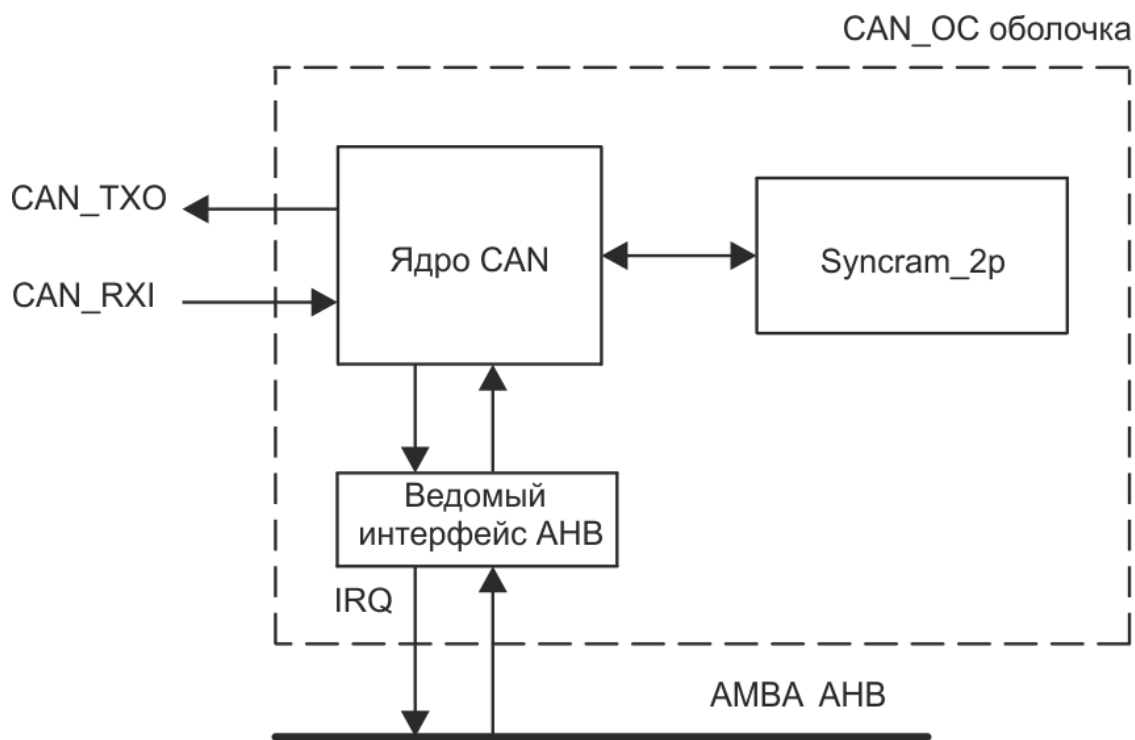 CAN_OC оболочка
CAN_TXO
CAN_RXI
Ядро CAN
Syncram_2p
Ведомый
интерфейс AHB
IRQ
AMBA AHB